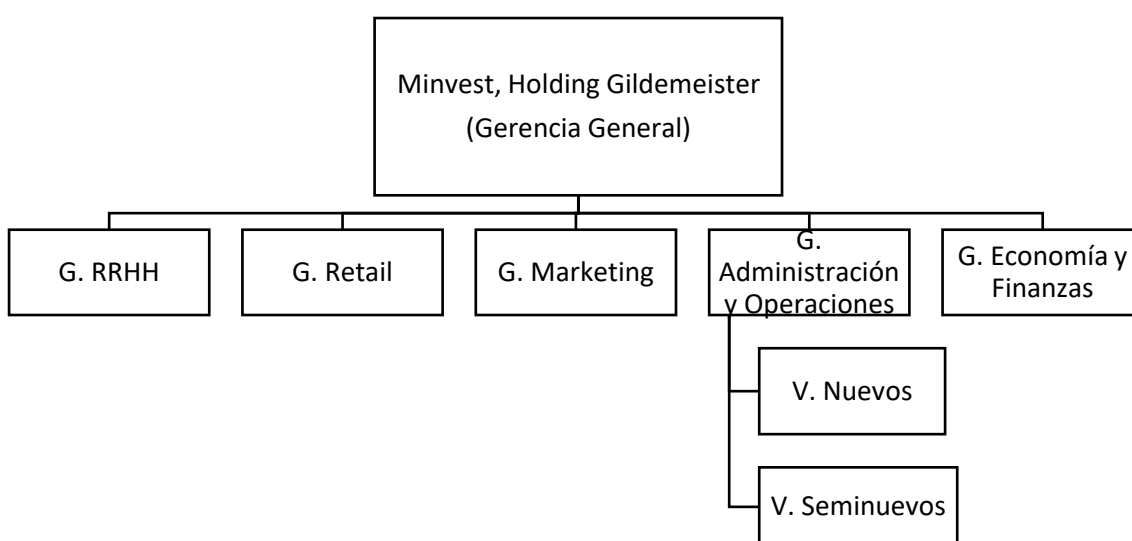 Minvest, Holding Gildemeister
(Gerencia General)
G. RRHH
G. Retail
G. Marketing
G.
Administración
y Operaciones
G. Economía y
Finanzas
V. Nuevos
V. Seminuevos